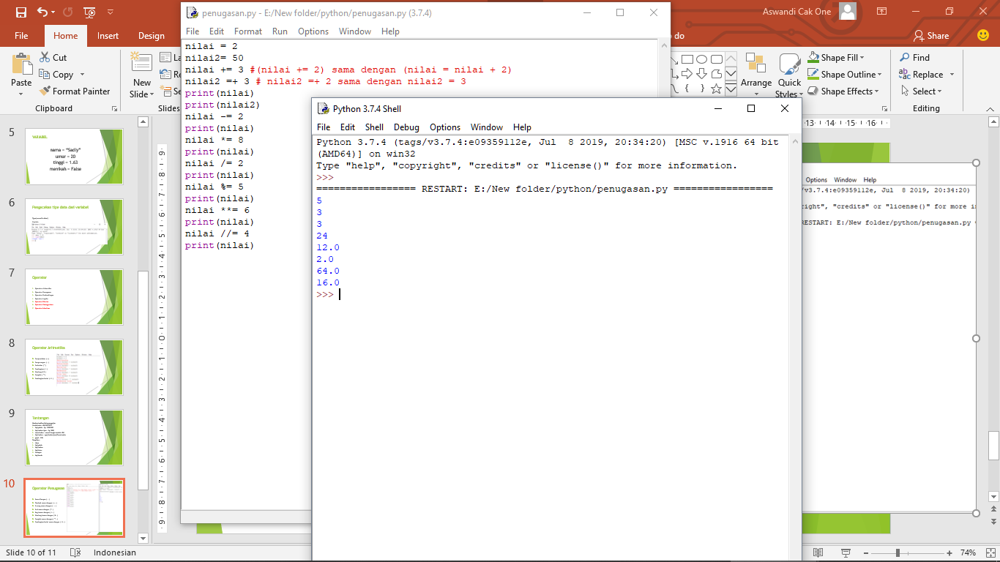 penugasan.py - E:/New folder/python/penugasan.py (3.7.4)
Aswandi Cak One
File Home Insert Design
do
Share
File Edit Format Run Options Window Help
Cut
Copy
Format Painter
Paste
Clipboard
New
Slide
Slides
Arrange
Quick
Styles
Shape Fill
Shape Outline
Shape Effects
Find
Replace
Select
Editing
nilai = 2
nilai2= 50
nilai += 3 #(nilai += 2) sama dengan (nilai = nilai + 2)
nilai2 =+ 3 # nilai2 =+ 2 sama dengan nilai2 = 3
print(nilai)
print(nilai2)
nilai -= 2
print(nilai)
nilai *= 8
print(nilai)
nilai /= 2
print(nilai)
nilai %= 5
print(nilai)
nilai **= 6
print(nilai)
nilai //= 4
print(nilai)
Python 3.7.4 Shell
File Edit Shell Debug Options Window Help
Python 3.7.4 (tags/v3.7.4:e09359112e, Jul  8 2019, 20:34:20) [MSC v.1916 64 bit
(AMD64)] on win32
Type "help", "copyright", "credits" or "license()" for more information.
>>>
================= RESTART: E:/New folder/python/penugasan.py =================
5
3
3
24
12.0
2.0
64.0
16.0
>>>
Options Window Help
/v3.7.4:e09359112e, Jul  8 2019, 20:34:20)
right", "credits" or "license()" for more i
RESTART: E:/New folder/python/penugasan.py
5
VARIABEL
nama = "Sadly"
umur = 20
tinggi = 1.63
menikah = False
6
Pengecekan tipe data dari variabel
7
Operator
8
Operator Aritmatika
9
Tantangan
10
Operator Penugasan
Slide 10 of 11
Indonesian
74%